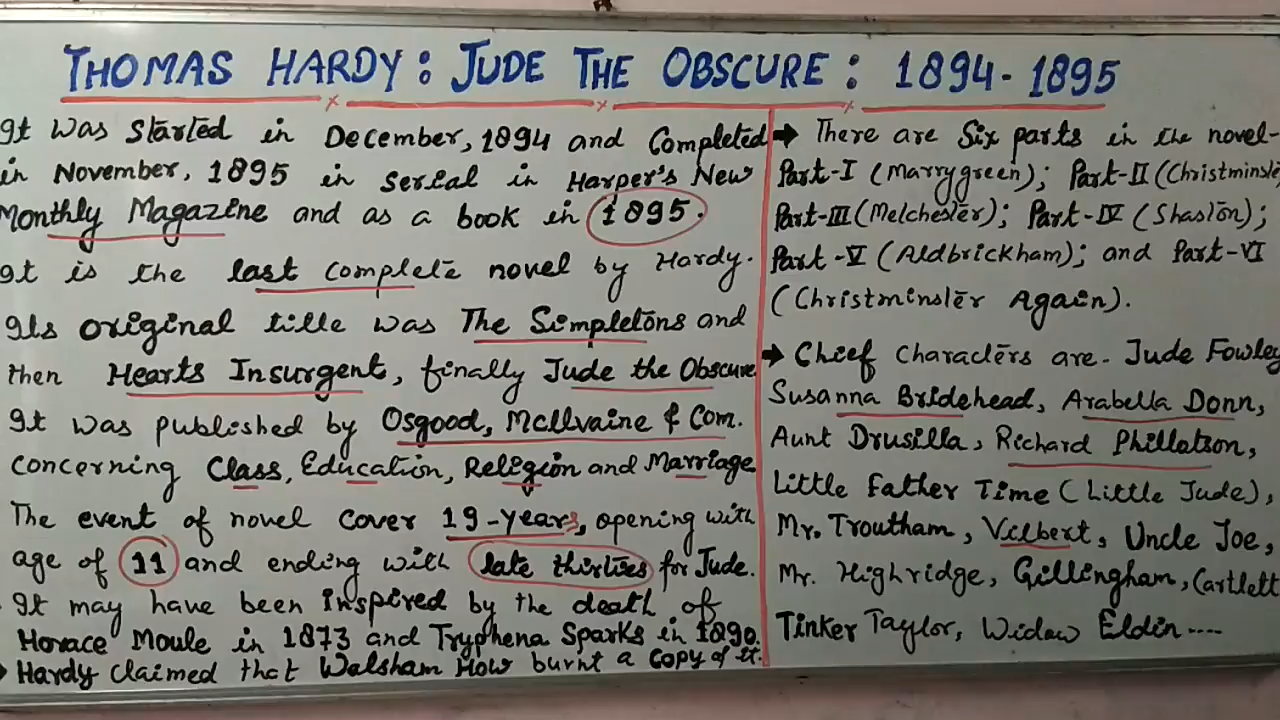 THOMAS HARDY: JUDE THE OBSCURE: 1894-1895
It was started in December, 1894 and Completed
in November, 1895 in serial in Harper's New
Monthly Magazine and as a book in 1895.
It is the last complete novel by Hardy.
Its original title was The Simpletons and
then Hearts Insurgent, finally Jude the Obscure
It was published by Osgood, McIlvaine & Com.
concerning Class, Education, Religion and Marriage
The event of novel cover 19-years, opening with
age of 11 and ending with late thirties for Jude.
It may have been inspired by the death of
Horace Moule in 1873 and Tryphena Sparks in 1890.
Hardy claimed that Walsham How burnt a copy of it.
→ There are Six parts in the novel-
Part-I (Marrygreen); Part-II (Christminste
Part-III (Melchester); Part-IV (Shaston);
Part-V (Aldbrickham); and Part-VI
(Christminster Again).
→ Chief characters are- Jude Fowley
Susanna Bridehead, Arabella Donn,
Aunt Drusilla, Richard Phillotson,
Little Father Time (Little Jude),
Mr. Troutham, Vilbert, Uncle Joe,
Mr. Highridge, Gillingham, Cartlett
Tinker Taylor, Widow Edlin....